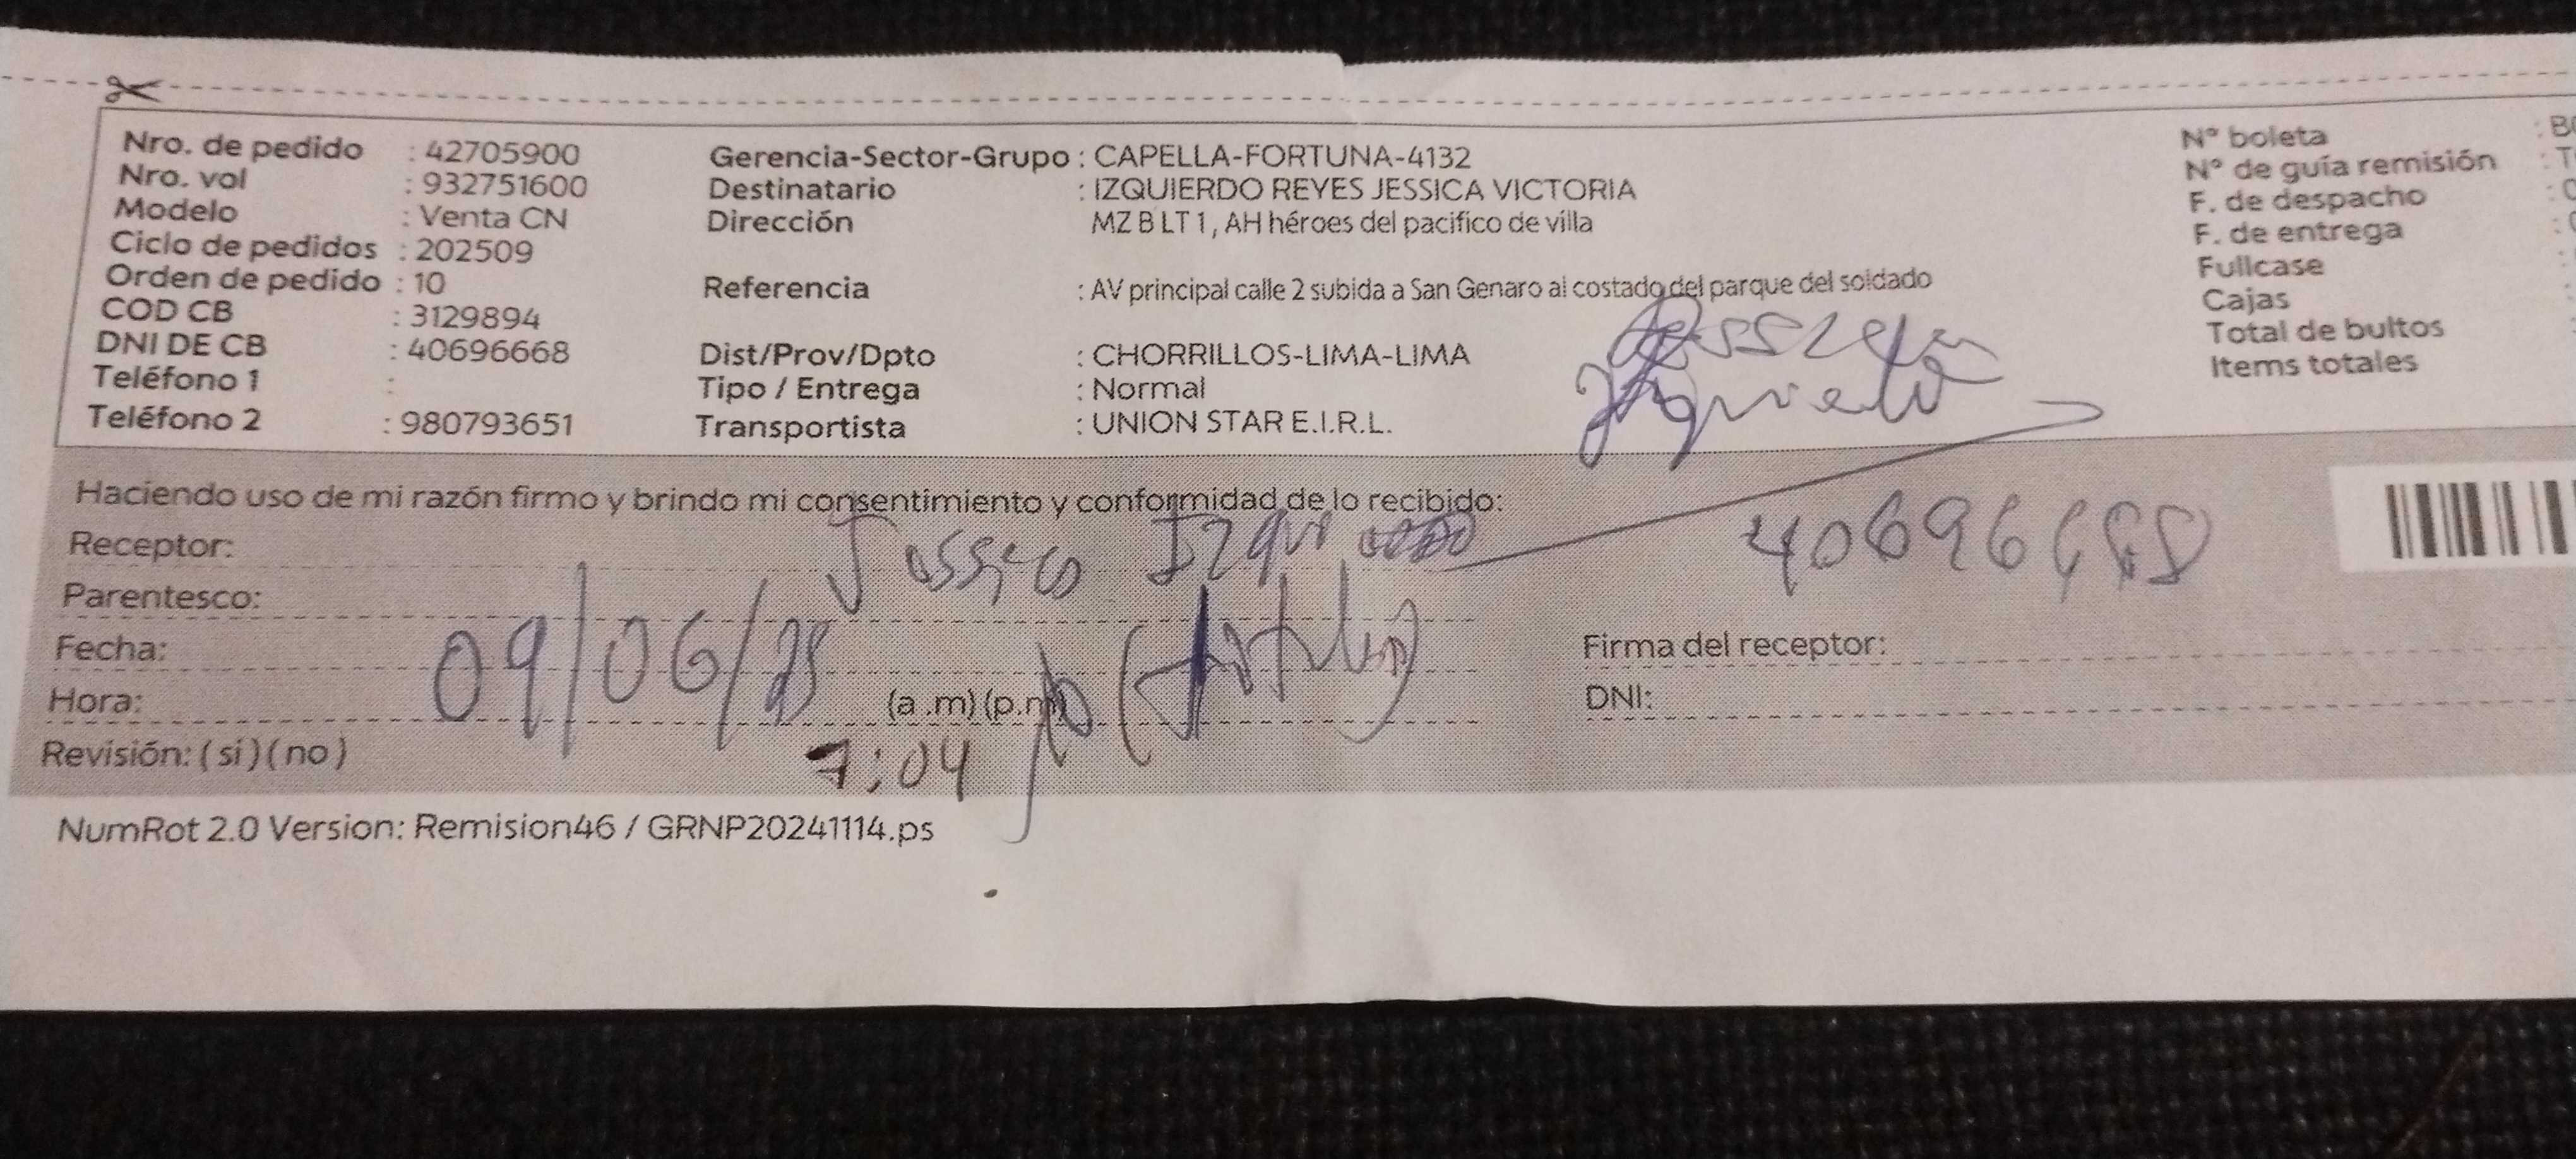 Nro. de pedido : 42705900
Nro. vol : 932751600
Modelo : Venta CN
Ciclo de pedidos : 202509
Orden de pedido : 10
COD CB : 3129894
DNI DE CB : 40696668
Teléfono 1 :
Teléfono 2 : 980793651
Gerencia-Sector-Grupo : CAPELLA-FORTUNA-4132
Destinatario : IZQUIERDO REYES JESSICA VICTORIA
Dirección MZ B LT 1, AH héroes del pacifico de villa
Referencia : AV principal calle 2 subida a San Genaro al costado del parque del soldado
Dist/Prov/Dpto : CHORRILLOS-LIMA-LIMA
Tipo / Entrega : Normal
Transportista : UNION STAR E.I.R.L.
N° boleta :
N° de guía remisión :
F. de despacho :
F. de entrega :
Fullcase :
Cajas :
Total de bultos
Items totales
Haciendo uso de mi razón firmo y brindo mi consentimiento y conformidad de lo recibido:
Receptor:
Parentesco:
Fecha: 09/06/25
Hora: (a .m) (p.m)
7:04
Revisión: ( si ) ( no )
Firma del receptor:
DNI:
NumRot 2.0 Version: Remision46 / GRNP20241114.ps